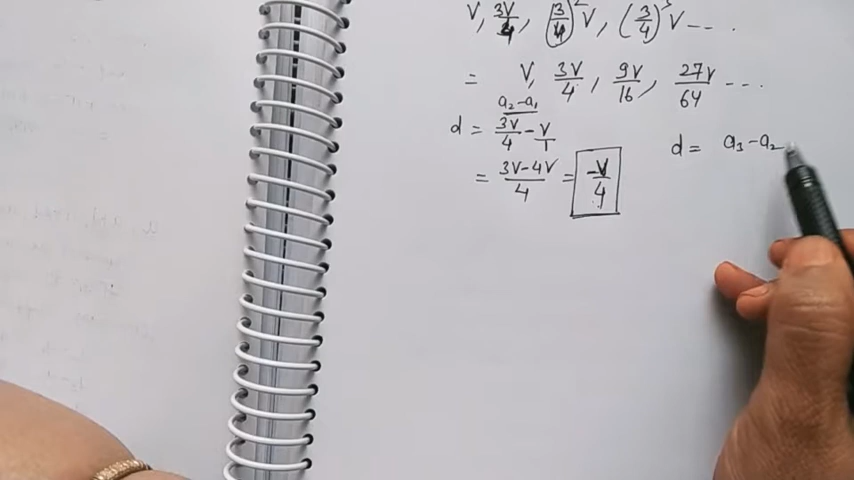 V, 3V/4, (3/4)²V, (3/4)³V ---.
= V, 3V/4, 9V/16, 27V/64 ---.
a₂-a₁
d = 3V/4 - V/1
d = a₃-a₂
= 3V-4V/4 = -V/4